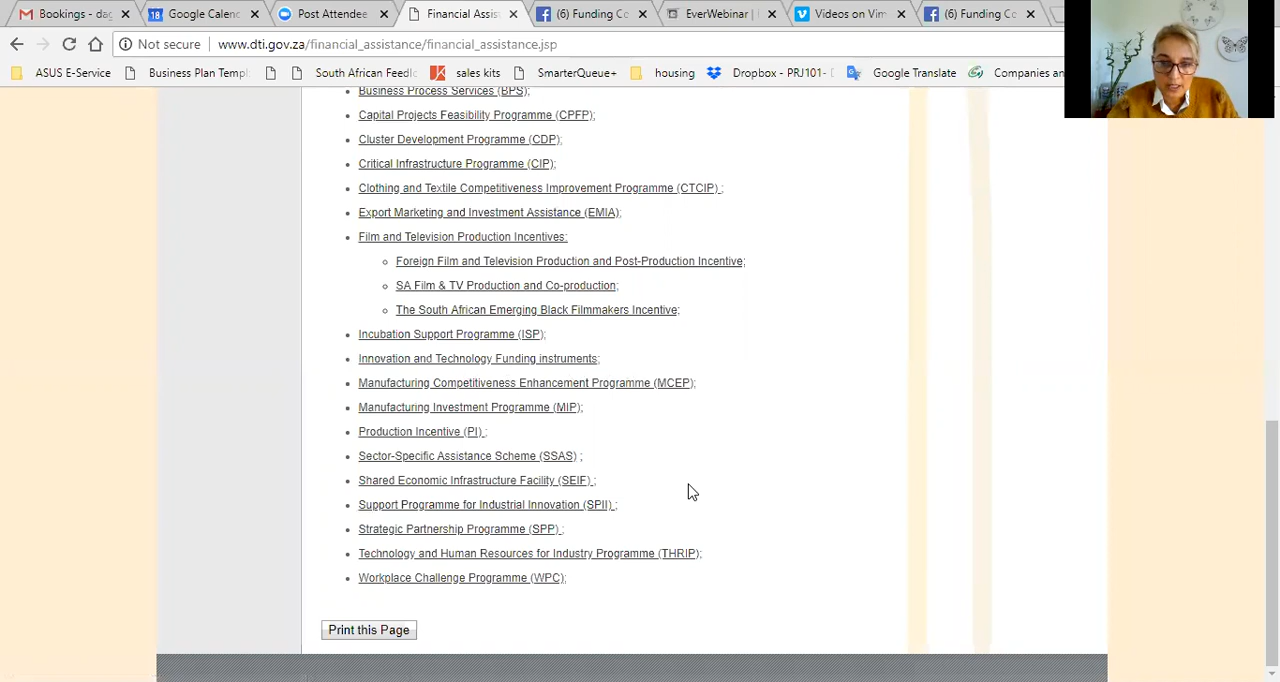 Bookings - dag
Google Calend
Post Attendee
Financial Assis
(6) Funding Co
EverWebinar |
Videos on Vim
(6) Funding Co
Not secure
www.dti.gov.za/financial_assistance/financial_assistance.jsp
ASUS E-Service
Business Plan Templ
South African Feedl
sales kits
SmarterQueue+
housing
Dropbox - PRJ101-
Google Translate
Companies an
Business Process Services (BPS);
Capital Projects Feasibility Programme (CPFP);
Cluster Development Programme (CDP);
Critical Infrastructure Programme (CIP);
Clothing and Textile Competitiveness Improvement Programme (CTCIP) ;
Export Marketing and Investment Assistance (EMIA);
Film and Television Production Incentives:
Foreign Film and Television Production and Post-Production Incentive;
SA Film & TV Production and Co-production;
The South African Emerging Black Filmmakers Incentive;
Incubation Support Programme (ISP);
Innovation and Technology Funding instruments;
Manufacturing Competitiveness Enhancement Programme (MCEP);
Manufacturing Investment Programme (MIP);
Production Incentive (PI) ;
Sector-Specific Assistance Scheme (SSAS) ;
Shared Economic Infrastructure Facility (SEIF) ;
Support Programme for Industrial Innovation (SPII) ;
Strategic Partnership Programme (SPP) ;
Technology and Human Resources for Industry Programme (THRIP);
Workplace Challenge Programme (WPC);
Print this Page